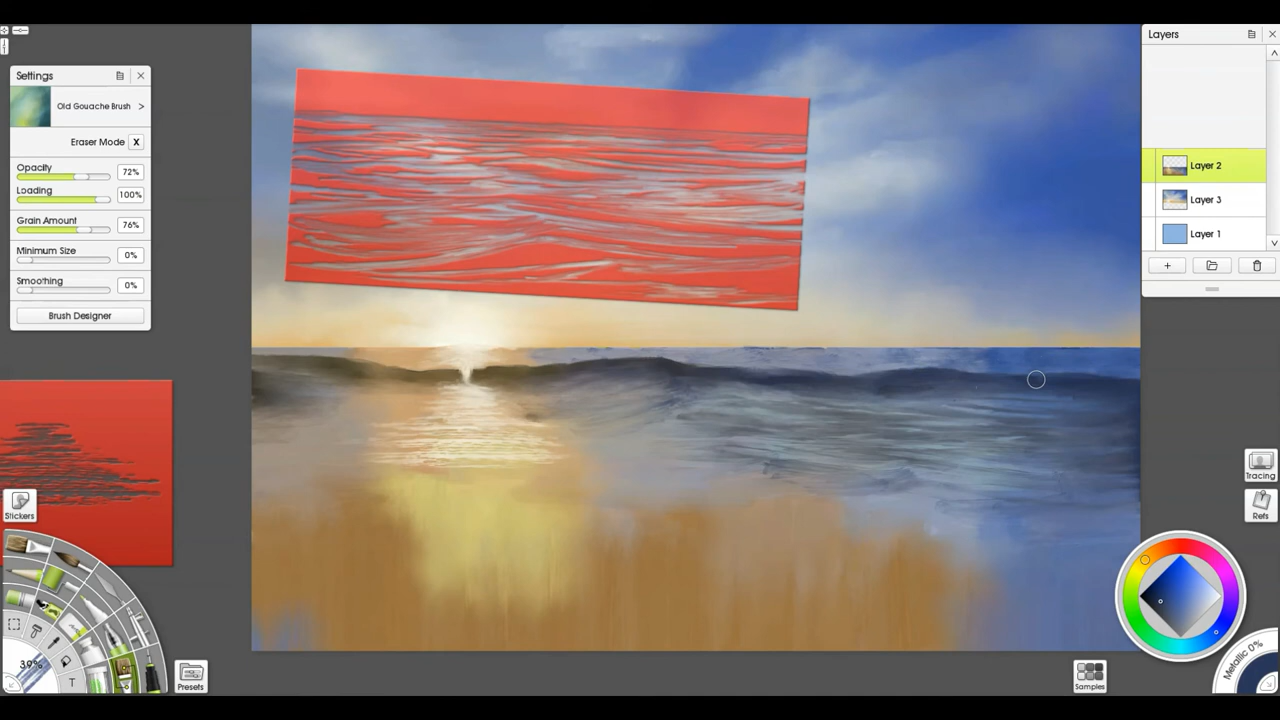 Settings
Old Gouache Brush >
Eraser Mode X
Opacity 72%
Loading 100%
Grain Amount 76%
Minimum Size 0%
Smoothing 0%
Brush Designer
Stickers
39%
T
Presets
Layers
Layer 2
Layer 3
Layer 1
Tracing
Refs
Samples
Metallic 0%